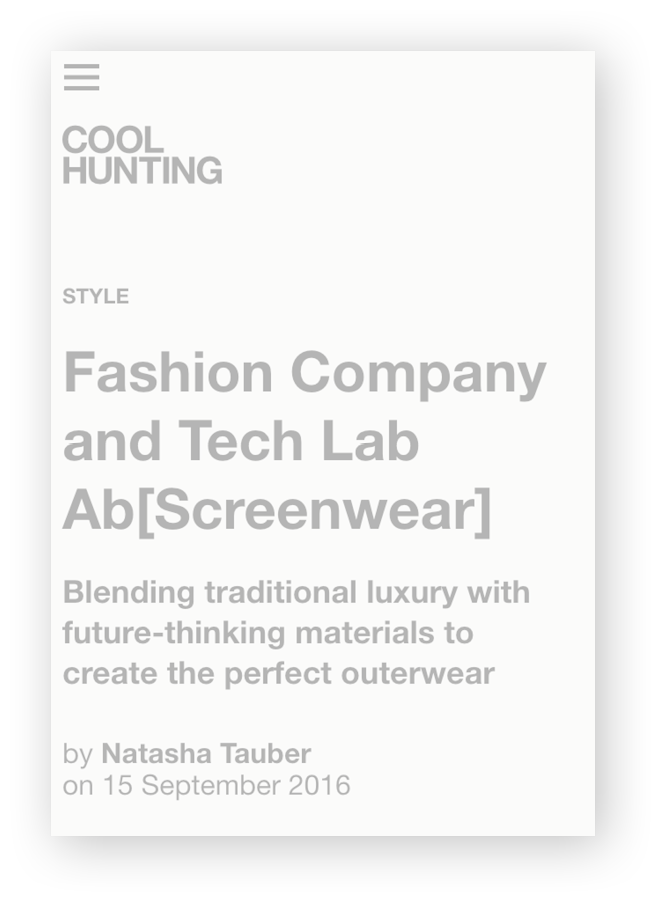 COOL
HUNTING
STYLE
Fashion Company
and Tech Lab
Ab[Screenwear]
Blending traditional luxury with
future-thinking materials to
create the perfect outerwear
by Natasha Tauber
on 15 September 2016